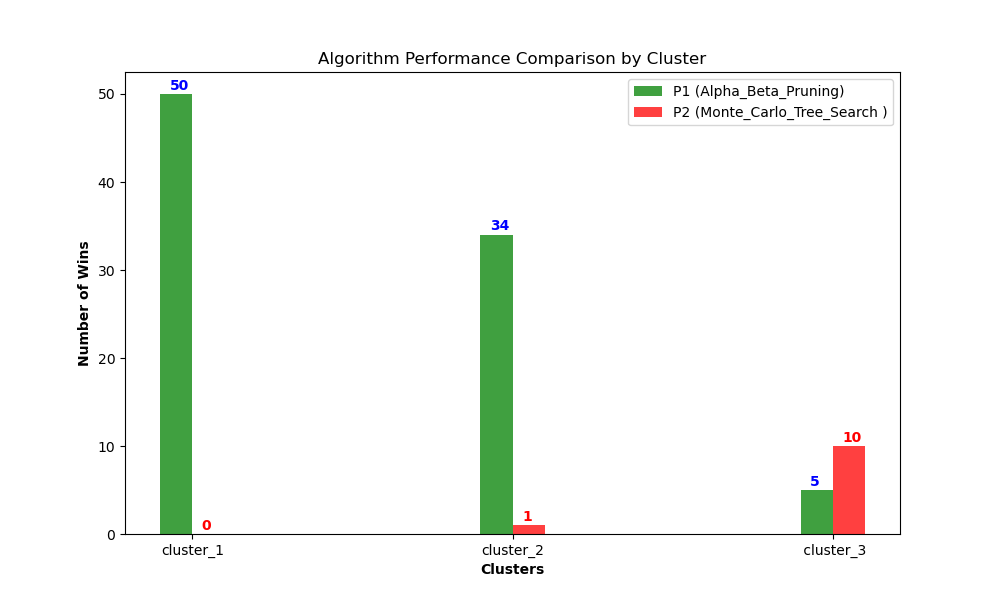 Algorithm Performance Comparison by Cluster
P1 (Alpha_Beta_Pruning)
P2 (Monte_Carlo_Tree_Search )
Number of Wins
50
40
30
20
10
0
50
0
34
1
5
10
cluster_1
cluster_2
cluster_3
Clusters